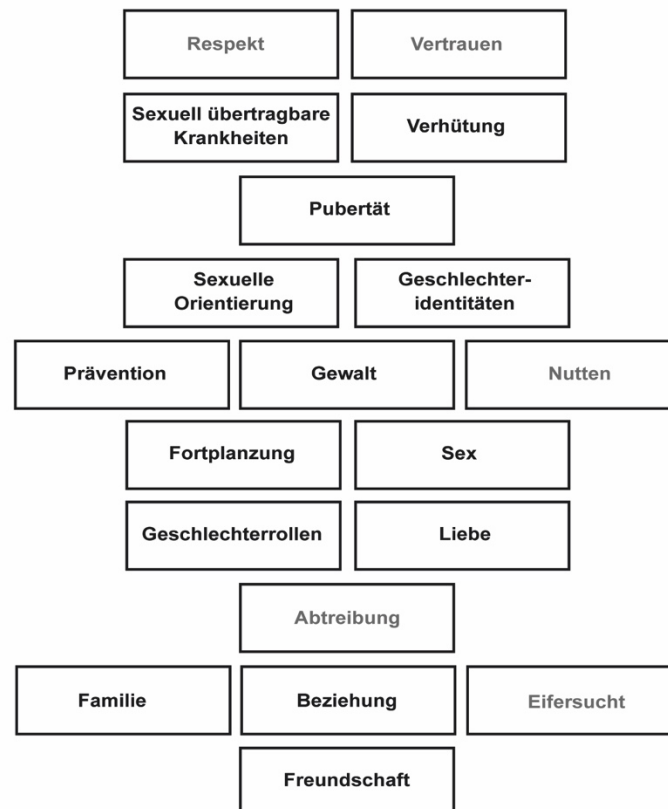 Respekt
Vertrauen
Sexuell übertragbare
Krankheiten
Verhütung
Pubertät
Sexuelle
Orientierung
Geschlechter-
identitäten
Prävention
Gewalt
Nutten
Fortplanzung
Sex
Geschlechterrollen
Liebe
Abtreibung
Familie
Beziehung
Eifersucht
Freundschaft